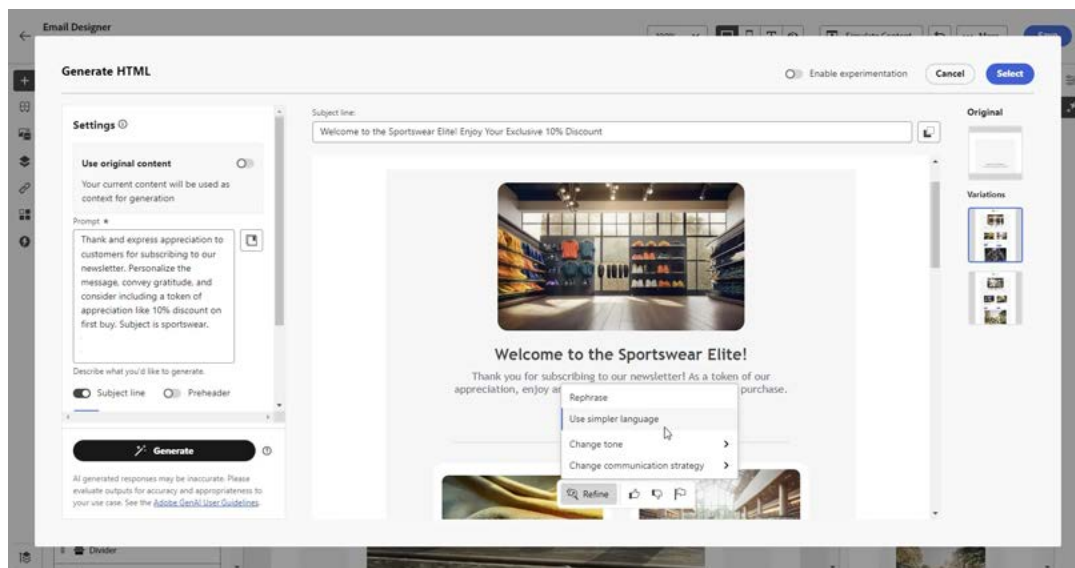 Email Designer
Simulate Content
More
Save
Generate HTML
Enable experimentation
Cancel
Select
Settings
Use original content
Your current content will be used as
context for generation
Prompt *
Thank and express appreciation to
customers for subscribing to our
newsletter. Personalize the
message, convey gratitude, and
consider including a token of
appreciation like 10% discount on
first buy. Subject is sportswear.
Describe what you'd like to generate.
Subject line
Preheader
Generate
AI generated responses may be inaccurate. Please
evaluate outputs for accuracy and appropriateness to
your use case. See the Adobe GenAI User Guidelines.
Subject line:
Welcome to the Sportswear Elite! Enjoy Your Exclusive 10% Discount
Welcome to the Sportswear Elite!
Thank you for subscribing to our newsletter! As a token of our
appreciation, enjoy purchase.
Rephrase
Use simpler language
Change tone
Change communication strategy
Refine
Original
Variations
Divider